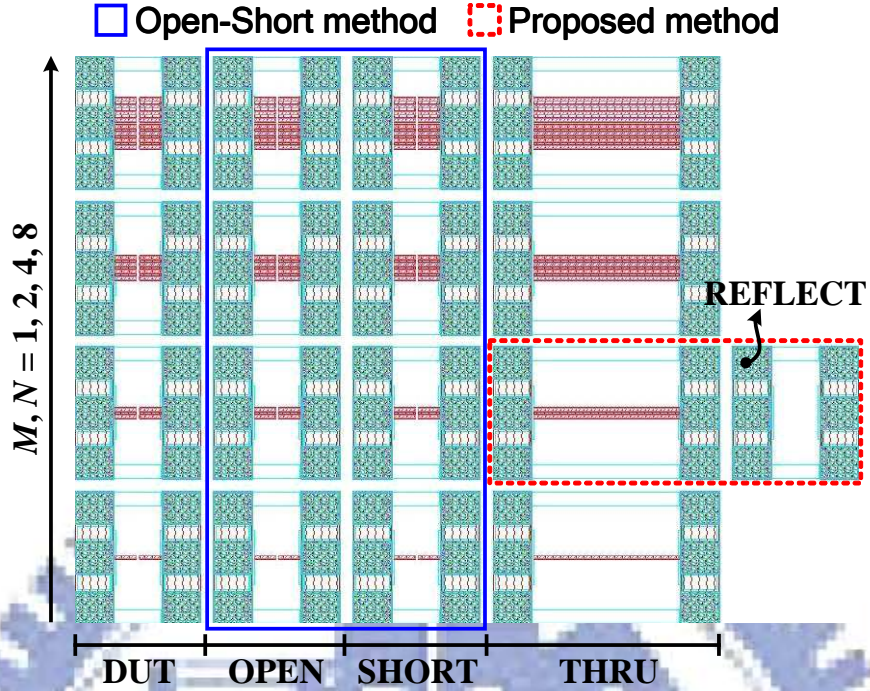 Open-Short method Proposed method
M, N = 1, 2, 4, 8
REFLECT
DUT OPEN SHORT THRU